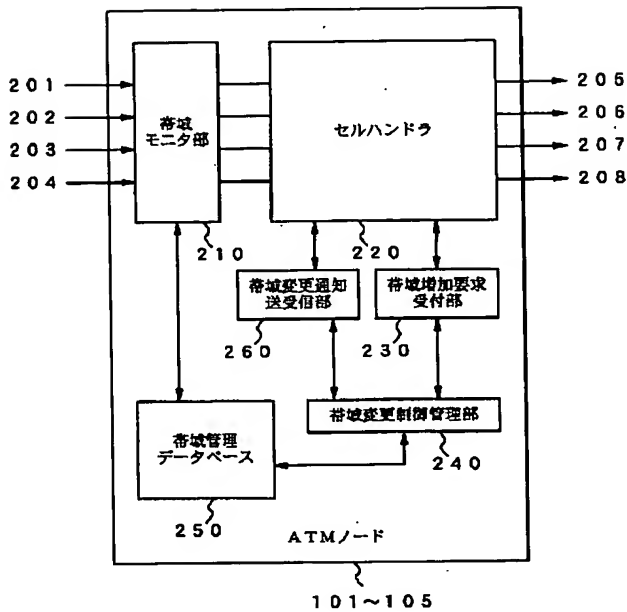 201
202
203
204
帯域
モニタ部
210
セルハンドラ
220
205
206
207
208
帯域変更通知
送受信部
260
帯域増加要求
受付部
230
帯域変更制御管理部
240
帯域管理
データベース
250
ATMノード
101~105